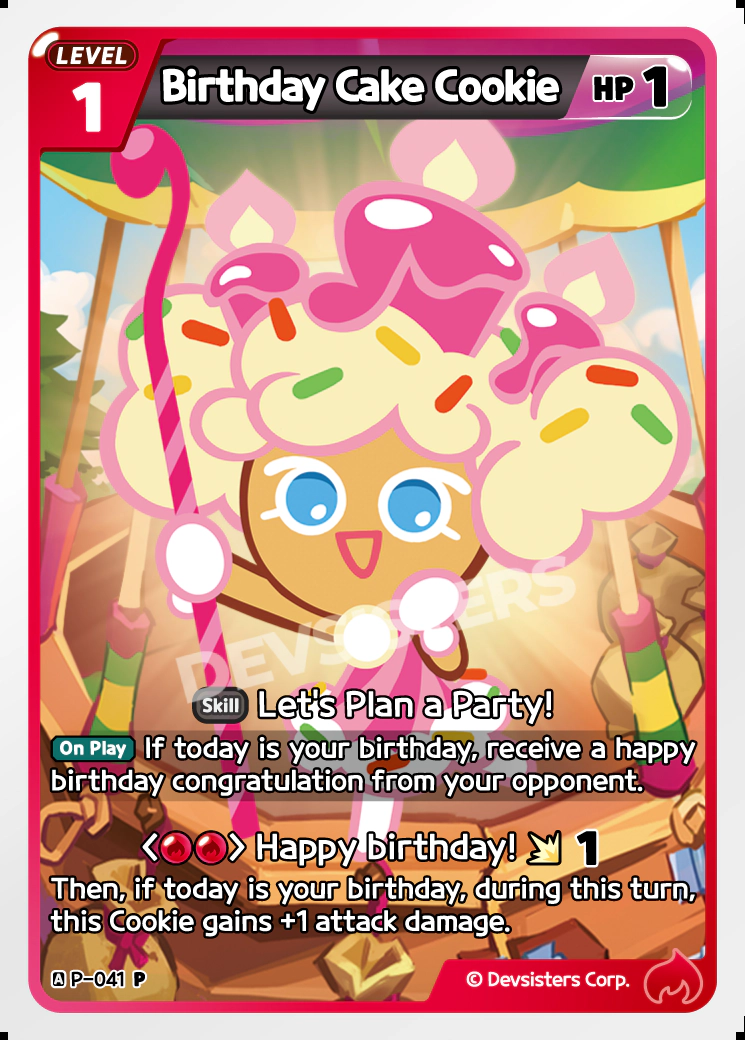 LEVEL
1
Birthday Cake Cookie
HP 1
DEVSISTERS
Skill Let's Plan a Party!
On Play If today is your birthday, receive a happy
birthday congratulation from your opponent.
Happy birthday! 1
Then, if today is your birthday, during this turn,
this Cookie gains +1 attack damage.
A P-041 P
© Devsisters Corp.